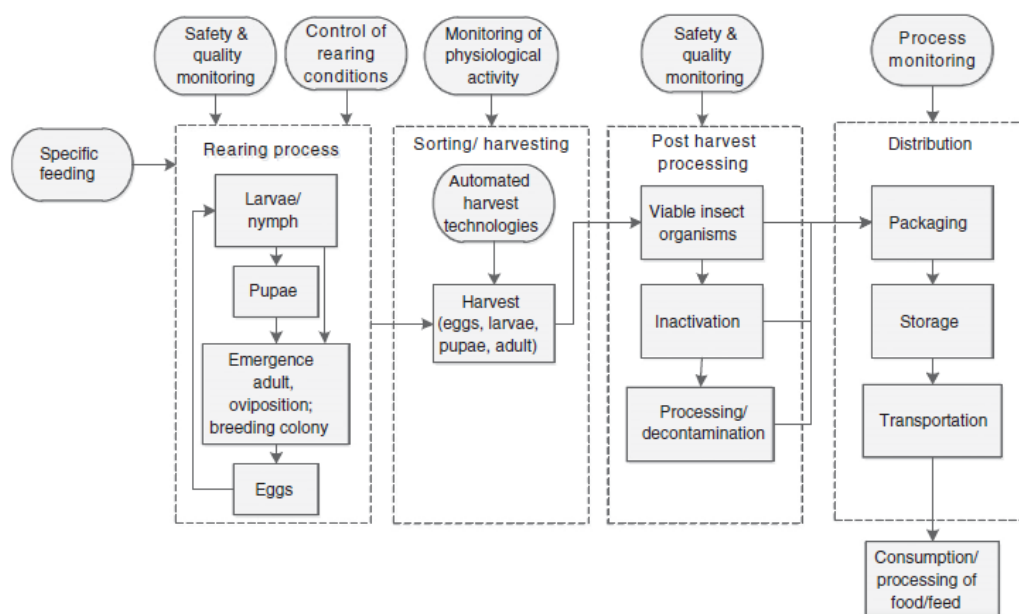 Safety &
quality
monitoring
Control of
rearing
conditions
Monitoring of
physiological
activity
Safety &
quality
monitoring
Process
monitoring
Specific
feeding
Rearing process
Larvae/
nymph
Pupae
Emergence
adult,
oviposition;
breeding colony
Eggs
Sorting/ harvesting
Automated
harvest
technologies
Harvest
(eggs, larvae,
pupae, adult)
Post harvest
processing
Viable insect
organisms
Inactivation
Processing/
decontamination
Distribution
Packaging
Storage
Transportation
Consumption/
processing of
food/feed